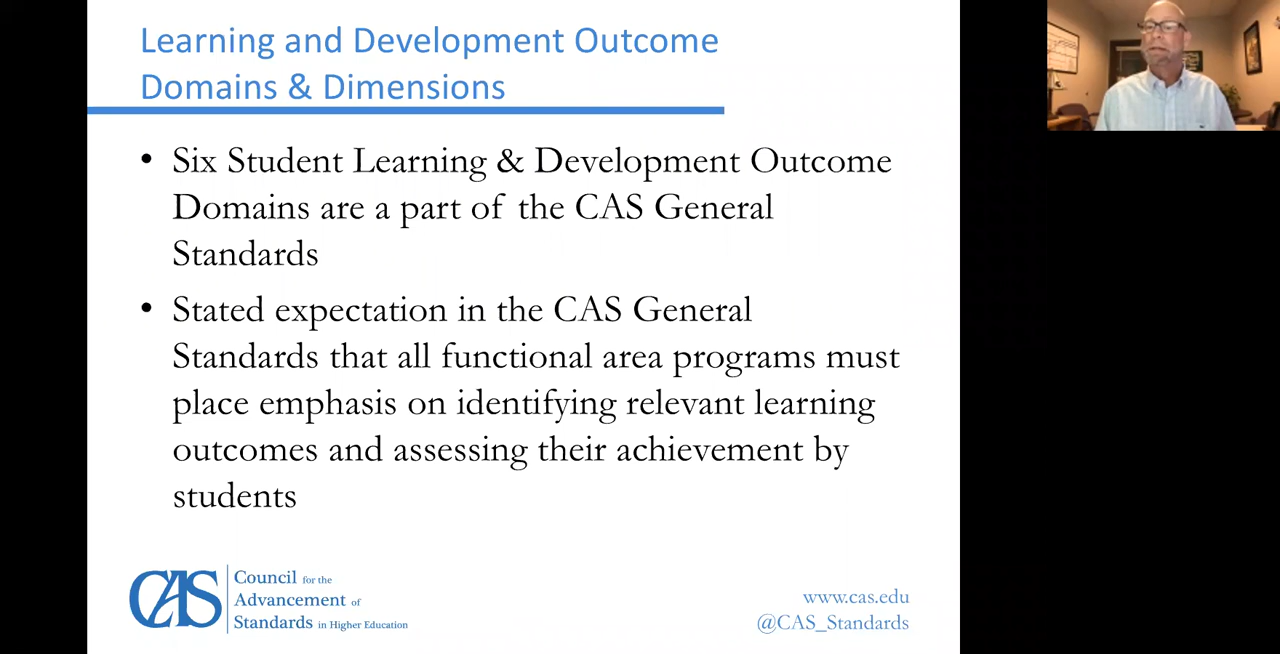 Learning and Development Outcome
Domains & Dimensions
• Six Student Learning & Development Outcome
Domains are a part of the CAS General
Standards
• Stated expectation in the CAS General
Standards that all functional area programs must
place emphasis on identifying relevant learning
outcomes and assessing their achievement by
students
CAS
Council for the
Advancement of
Standards in Higher Education
www.cas.edu
@CAS_Standards